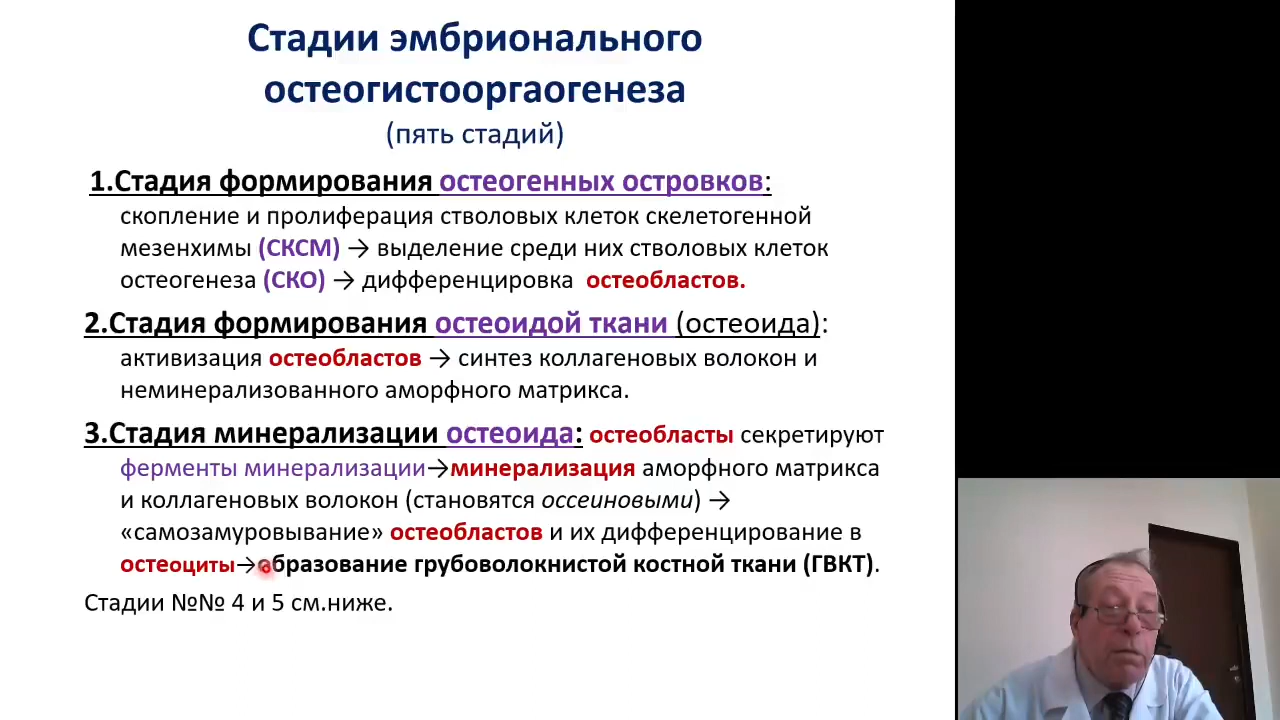 Стадии эмбрионального
остеогистооргаогенеза
(пять стадий)
1.Стадия формирования остеогенных островков:
скопление и пролиферация стволовых клеток скелетогенной
мезенхимы (СКСМ) → выделение среди них стволовых клеток
остеогенеза (СКО) → дифференцировка остеобластов.
2.Стадия формирования остеоидой ткани (остеоида):
активизация остеобластов → синтез коллагеновых волокон и
неминерализованного аморфного матрикса.
3.Стадия минерализации остеоида: остеобласты секретируют
ферменты минерализации→минерализация аморфного матрикса
и коллагеновых волокон (становятся оссеиновыми) →
«самозамуровывание» остеобластов и их дифференцирование в
остеоциты→образование грубоволокнистой костной ткани (ГВКТ).
Стадии №№ 4 и 5 см.ниже.